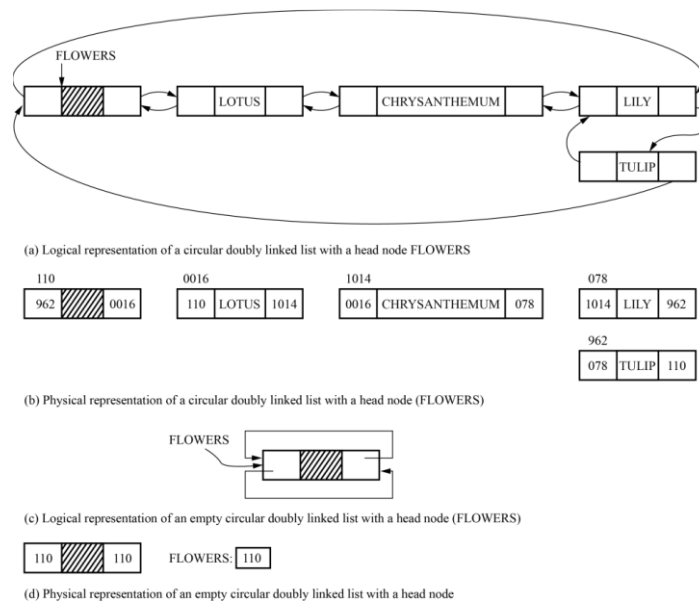 FLOWERS
LOTUS CHRYSANTHEMUM LILY
TULIP
(a) Logical representation of a circular doubly linked list with a head node FLOWERS
110 0016 1014 078
962 0016 110 LOTUS 1014 0016 CHRYSANTHEMUM 078 1014 LILY 962
962
078 TULIP 110
(b) Physical representation of a circular doubly linked list with a head node (FLOWERS)
FLOWERS
(c) Logical representation of an empty circular doubly linked list with a head node (FLOWERS)
110 110 FLOWERS: 110
(d) Physical representation of an empty circular doubly linked list with a head node